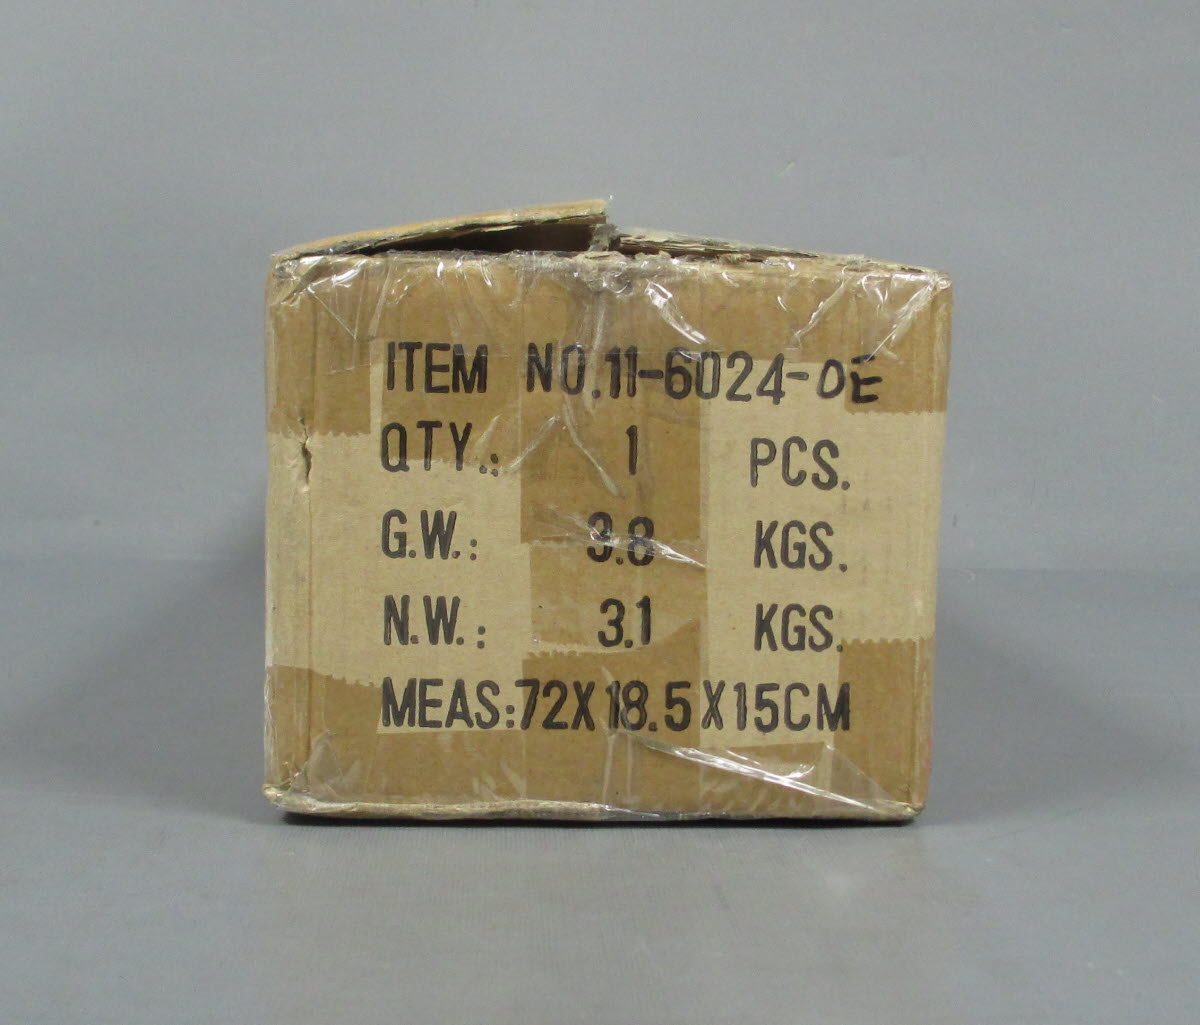 ITEM NO.11-6024-0E
QTY.: 1 PCS.
G.W.: 3.8 KGS.
N.W.: 3.1 KGS.
MEAS:72X18.5X15CM